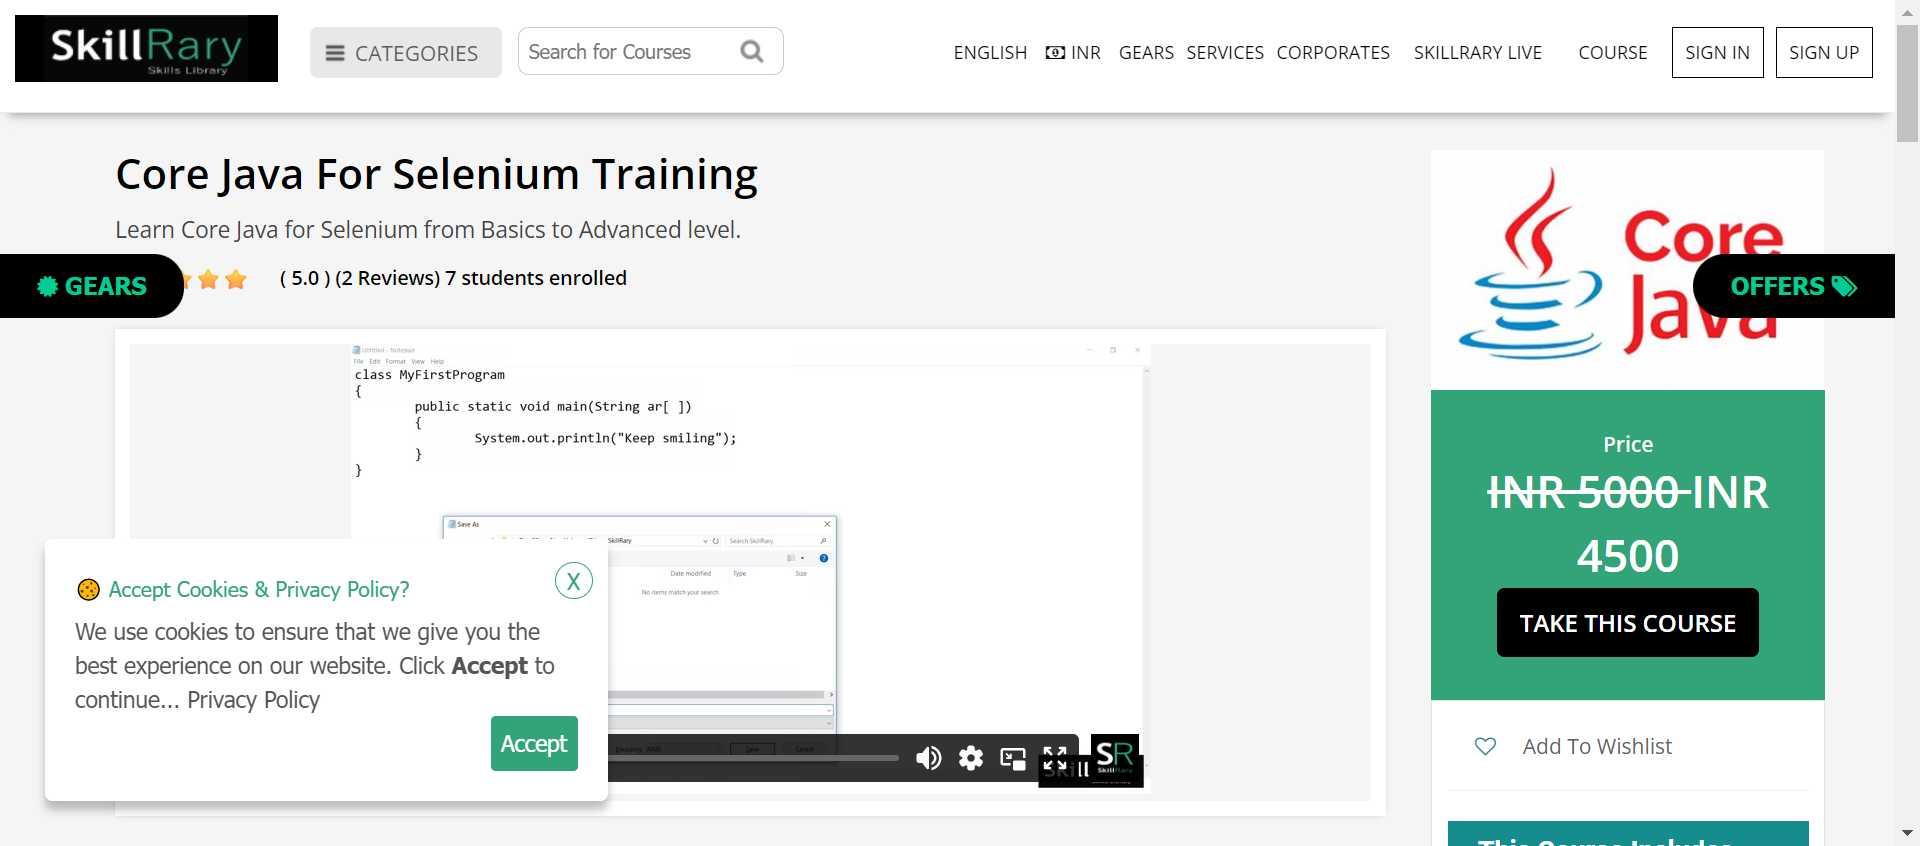 SkillRary
Skills Library
CATEGORIES
Search for Courses
ENGLISH
INR
GEARS
SERVICES
CORPORATES
SKILLRARY LIVE
COURSE
SIGN IN
SIGN UP
Core Java For Selenium Training
Learn Core Java for Selenium from Basics to Advanced level.
GEARS
( 5.0 ) (2 Reviews) 7 students enrolled
Untitled - Notepad
File Edit Format View Help
class MyFirstProgram
{
public static void main(String ar[ ])
{
System.out.println("Keep smiling");
}
}
Save As
SkillRary
Search SkillRary
Date modified
Type
Size
No items match your search.
Encoding: ANSI
Save
Cancel
Skill
SR
SkillRary
Accept Cookies & Privacy Policy?
X
We use cookies to ensure that we give you the
best experience on our website. Click Accept to
continue... Privacy Policy
Accept
Core
Java
OFFERS
Price
INR 5000 INR
4500
TAKE THIS COURSE
Add To Wishlist
This Course Includes